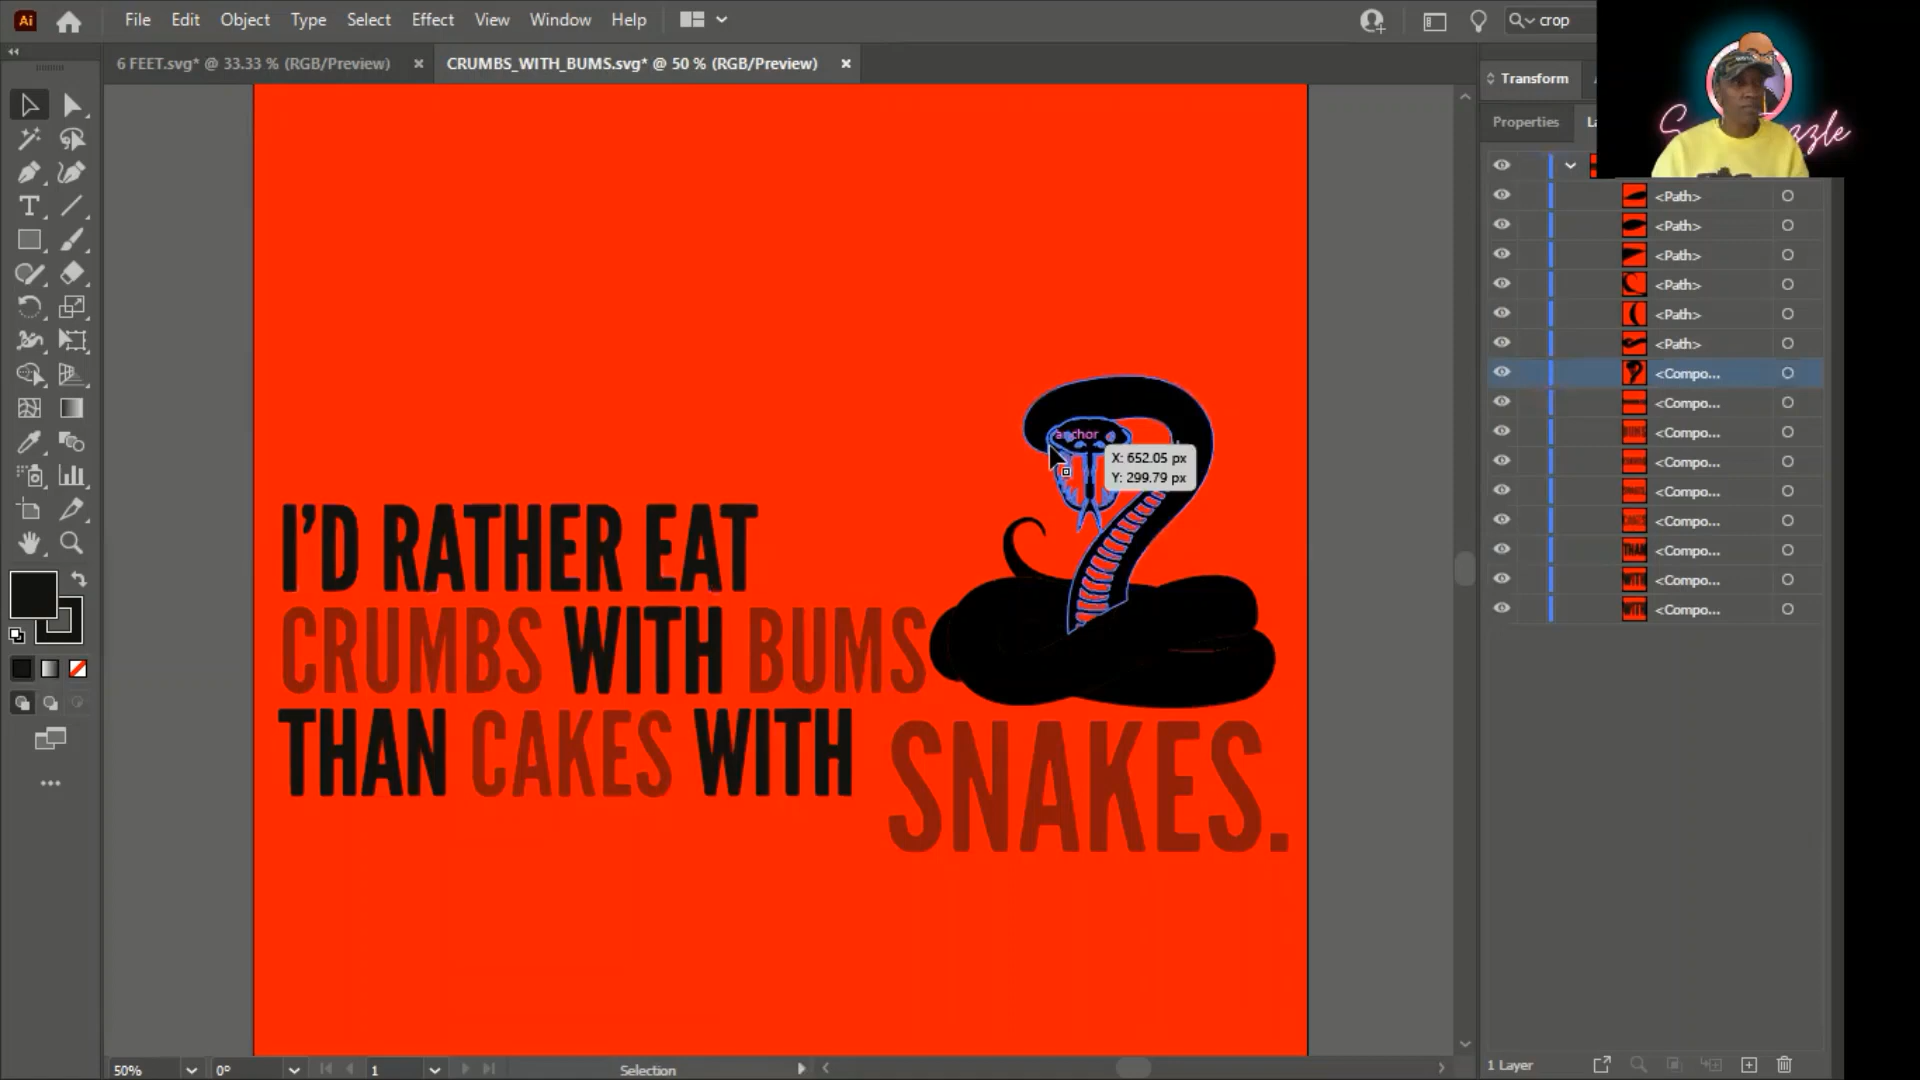 Ai File Edit Object Type Select Effect View Window Help crop
6 FEET.svg* @ 33.33 % (RGB/Preview) × CRUMBS_WITH_BUMS.svg* @ 50 % (RGB/Preview) ×
Transform
Properties
<Path>
<Path>
<Path>
<Path>
<Path>
<Path>
<Compo...
<Compo...
<Compo...
<Compo...
<Compo...
<Compo...
<Compo...
<Compo...
<Compo...
anchor
X: 652.05 px
Y: 299.79 px
I'D RATHER EAT
CRUMBS WITH BUMS
THAN CAKES WITH SNAKES.
50% 0° 1 Selection
1 Layer